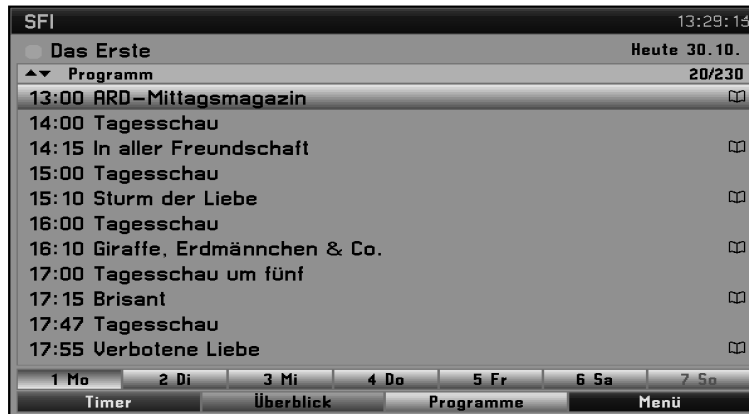 SFI 13:29:14
Das Erste Heute 30.10.
Programm 20/230
13:00 ARD-Mittagsmagazin
14:00 Tagesschau
14:15 In aller Freundschaft
15:00 Tagesschau
15:10 Sturm der Liebe
16:00 Tagesschau
16:10 Giraffe, Erdmännchen & Co.
17:00 Tagesschau um fünf
17:15 Brisant
17:47 Tagesschau
17:55 Verbotene Liebe
1 Mo 2 Di 3 Mi 4 Do 5 Fr 6 Sa 7 So
Timer Überblick Programme Menü